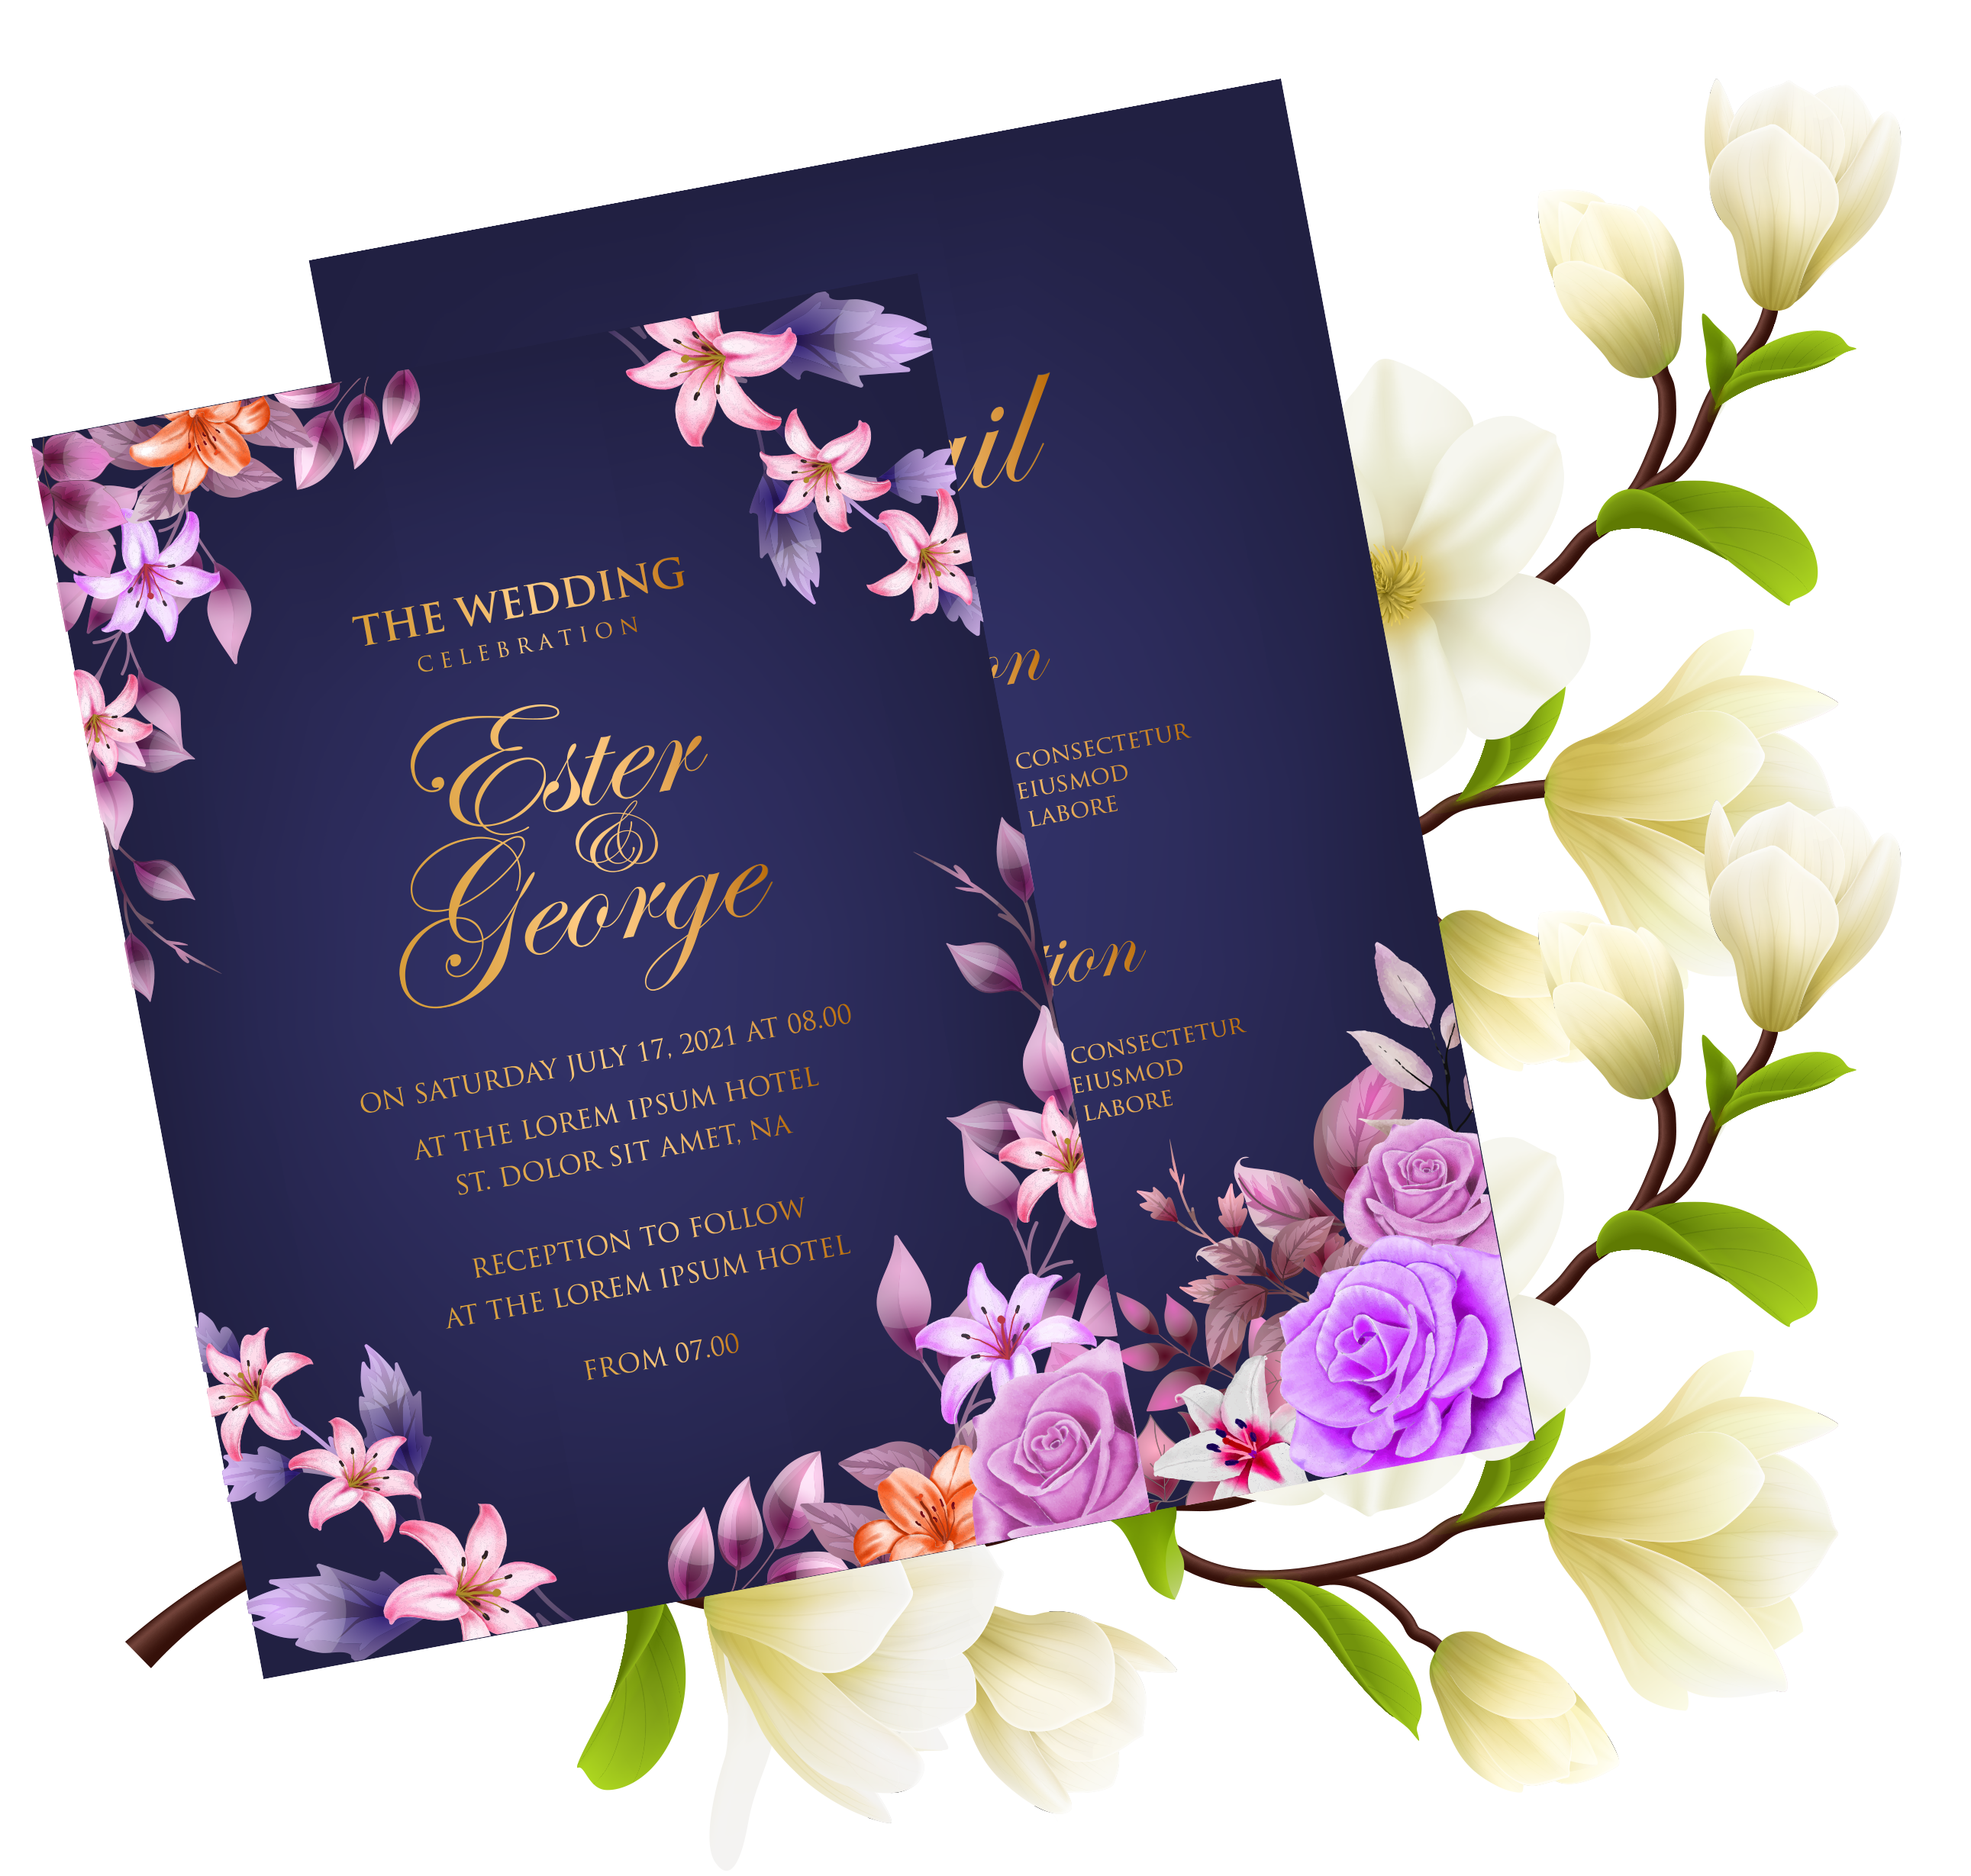 THE WEDDING
CELEBRATION
Ester
&
George
ON SATURDAY JULY 17, 2021 AT 08.00
AT THE LOREM IPSUM HOTEL
ST. DOLOR SIT AMET, NA
RECEPTION TO FOLLOW
AT THE LOREM IPSUM HOTEL
FROM 07.00
CONSECTETUR
EIUSMOD
LABORE
CONSECTETUR
EIUSMOD
LABORE